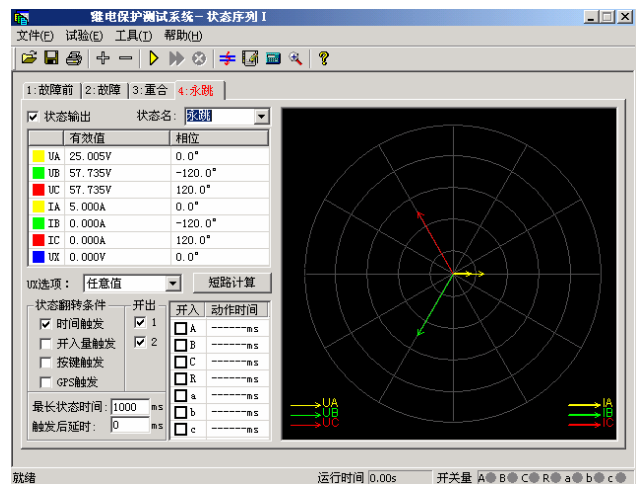 继电保护测试系统－状态序列Ⅰ
文件(F) 试验(E) 工具(T) 帮助(H)
1:故障前 2:故障 3:重合 4:永跳
状态输出 状态名: 永跳
有效值 相位
UA 25.005V 0.0°
UB 57.735V -120.0°
UC 57.735V 120.0°
IA 5.000A 0.0°
IB 0.000A -120.0°
IC 0.000A 120.0°
UX 0.000V 0.0°
UX选项: 任意值 短路计算
状态翻转条件 开出 开入 动作时间
时间触发 1 A ------ms
开入量触发 2 B ------ms
按键触发 C ------ms
GPS触发 R ------ms
最长状态时间: 1000 ms a ------ms
触发后延时: 0 ms b ------ms
c ------ms
UA
UB
UC
IA
IB
IC
就绪 运行时间 0.00s 开关量 A B C R a b c